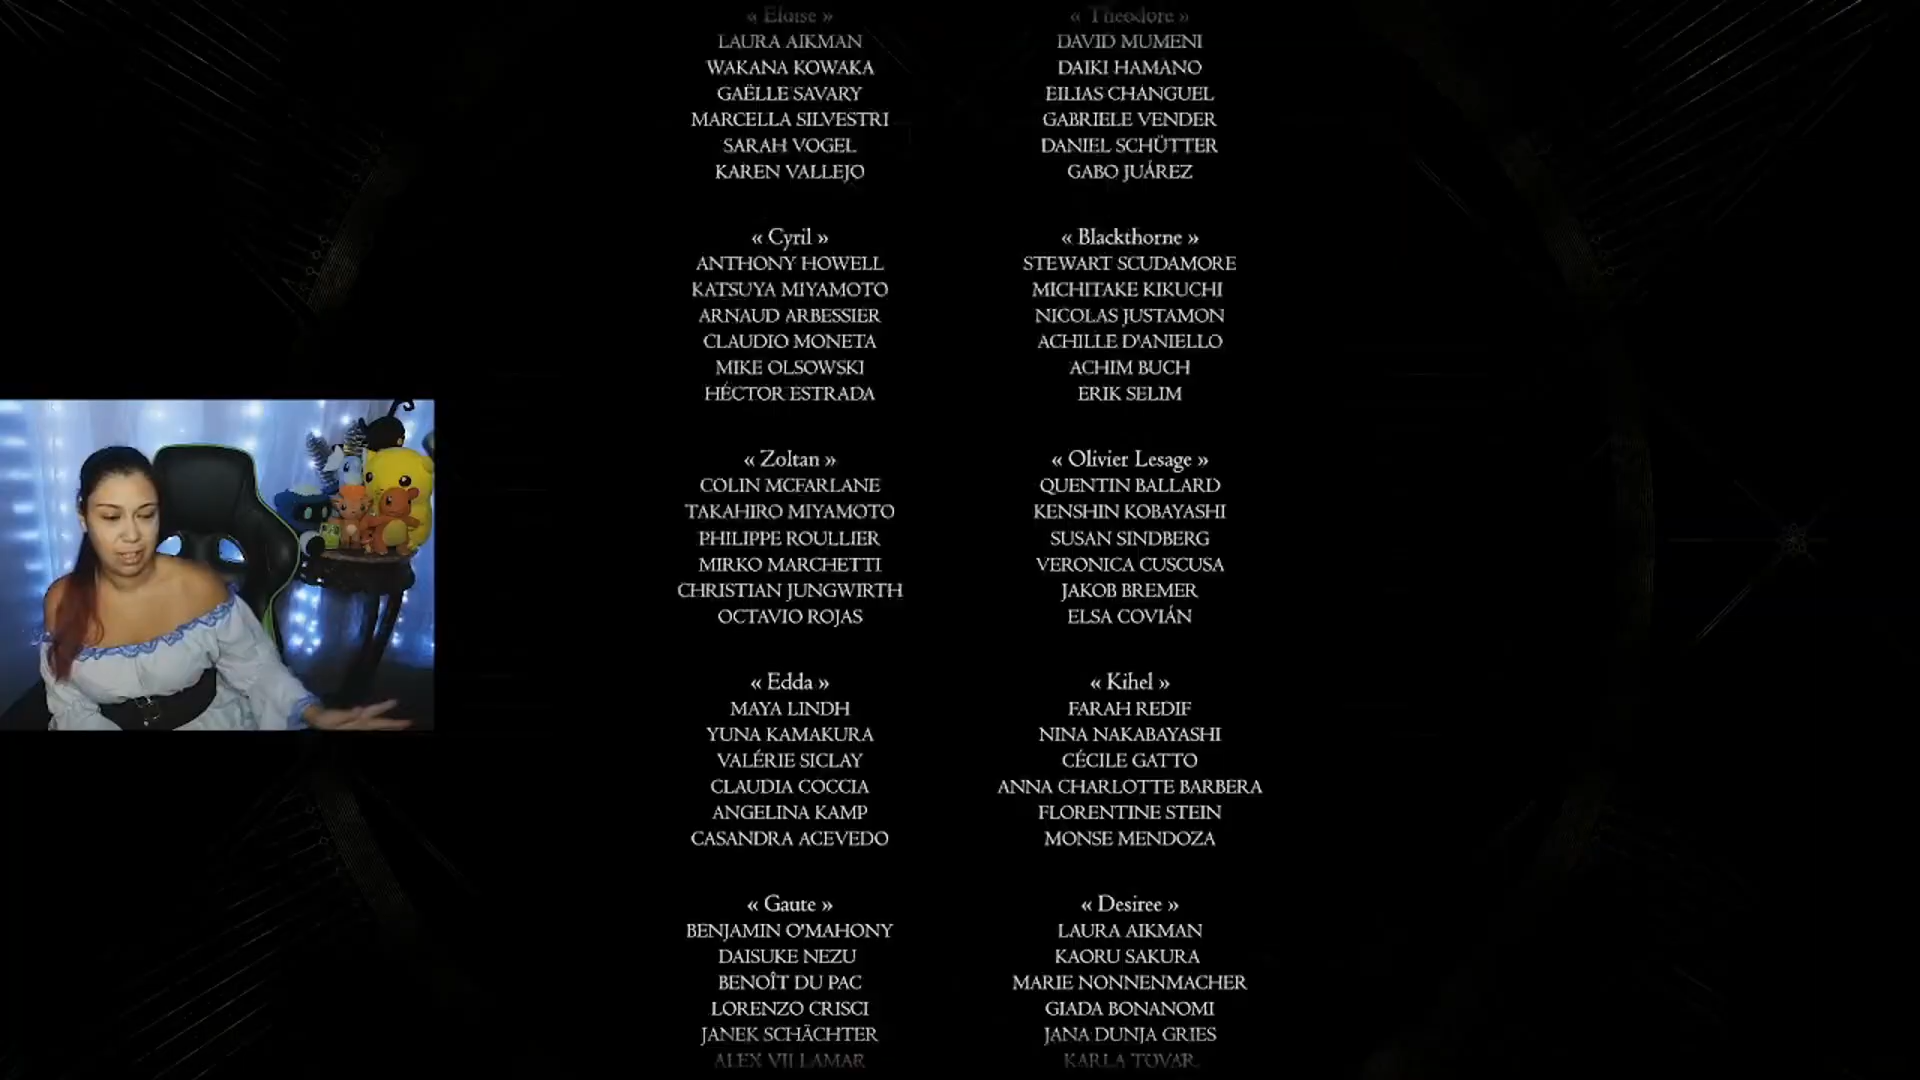 « Eloise »
LAURA AIKMAN
WAKANA KOWAKA
GAËLLE SAVARY
MARCELLA SILVESTRI
SARAH VOGEL
KAREN VALLEJO
« Theodore »
DAVID MUMENI
DAIKI HAMANO
EILIAS CHANGUEL
GABRIELE VENDER
DANIEL SCHÜTTER
GABO JUÁREZ
« Cyril »
ANTHONY HOWELL
KATSUYA MIYAMOTO
ARNAUD ARBESSIER
CLAUDIO MONETA
MIKE OLSOWSKI
HÉCTOR ESTRADA
« Blackthorne »
STEWART SCUDAMORE
MICHITAKE KIKUCHI
NICOLAS JUSTAMON
ACHILLE D'ANIELLO
ACHIM BUCH
ERIK SELIM
« Zoltan »
COLIN MCFARLANE
TAKAHIRO MIYAMOTO
PHILIPPE ROULLIER
MIRKO MARCHETTI
CHRISTIAN JUNGWIRTH
OCTAVIO ROJAS
« Olivier Lesage »
QUENTIN BALLARD
KENSHIN KOBAYASHI
SUSAN SINDBERG
VERONICA CUSCUSA
JAKOB BREMER
ELSA COVIÁN
« Edda »
MAYA LINDH
YUNA KAMAKURA
VALÉRIE SICLAY
CLAUDIA COCCIA
ANGELINA KAMP
CASANDRA ACEVEDO
« Kihel »
FARAH REDIF
NINA NAKABAYASHI
CÉCILE GATTO
ANNA CHARLOTTE BARBERA
FLORENTINE STEIN
MONSE MENDOZA
« Gaute »
BENJAMIN O'MAHONY
DAISUKE NEZU
BENOÎT DU PAC
LORENZO CRISCI
JANEK SCHÄCHTER
ALEX VILLAMAR
« Desiree »
LAURA AIKMAN
KAORU SAKURA
MARIE NONNENMACHER
GIADA BONANOMI
JANA DUNJA GRIES
KARLA TOVAR